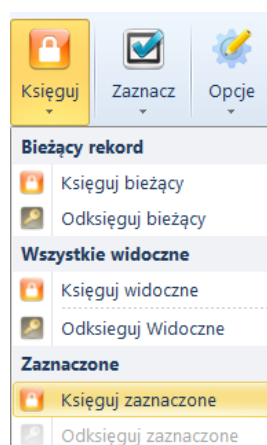 Księguj Zaznacz Opcje
Bieżący rekord
Księguj bieżący
Odksięguj bieżący
Wszystkie widoczne
Księguj widoczne
Odksieguj Widoczne
Zaznaczone
Księguj zaznaczone
Odksięguj zaznaczone